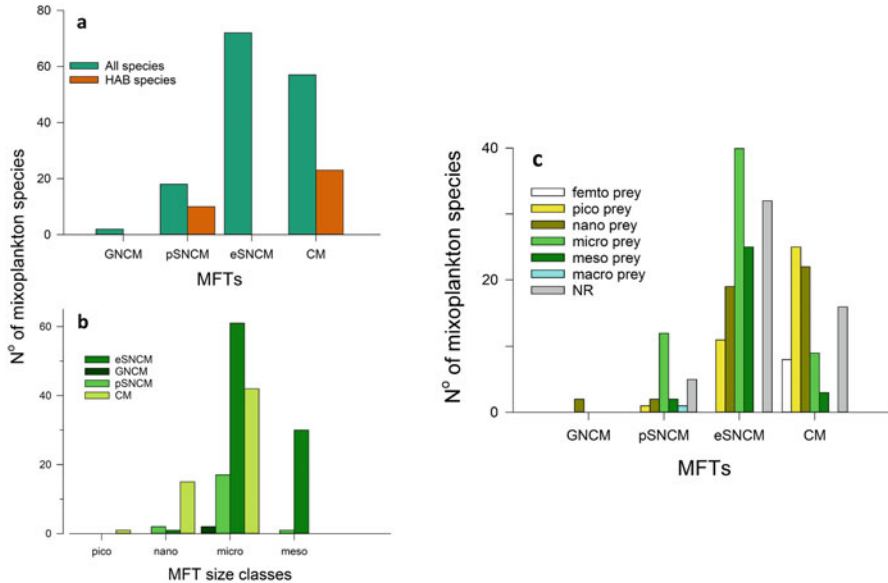 a
80
60
40
20
0
All species
HAB species
GNCM pSNCM eSNCM CM
MFTs
N° of mixoplankton species
b
60
40
20
0
eSNCM
GNCM
pSNCM
CM
pico nano micro meso
MFT size classes
c
40
20
0
femto prey
pico prey
nano prey
micro prey
meso prey
macro prey
NR
GNCM pSNCM eSNCM CM
MFTs
N° of mixoplankton species